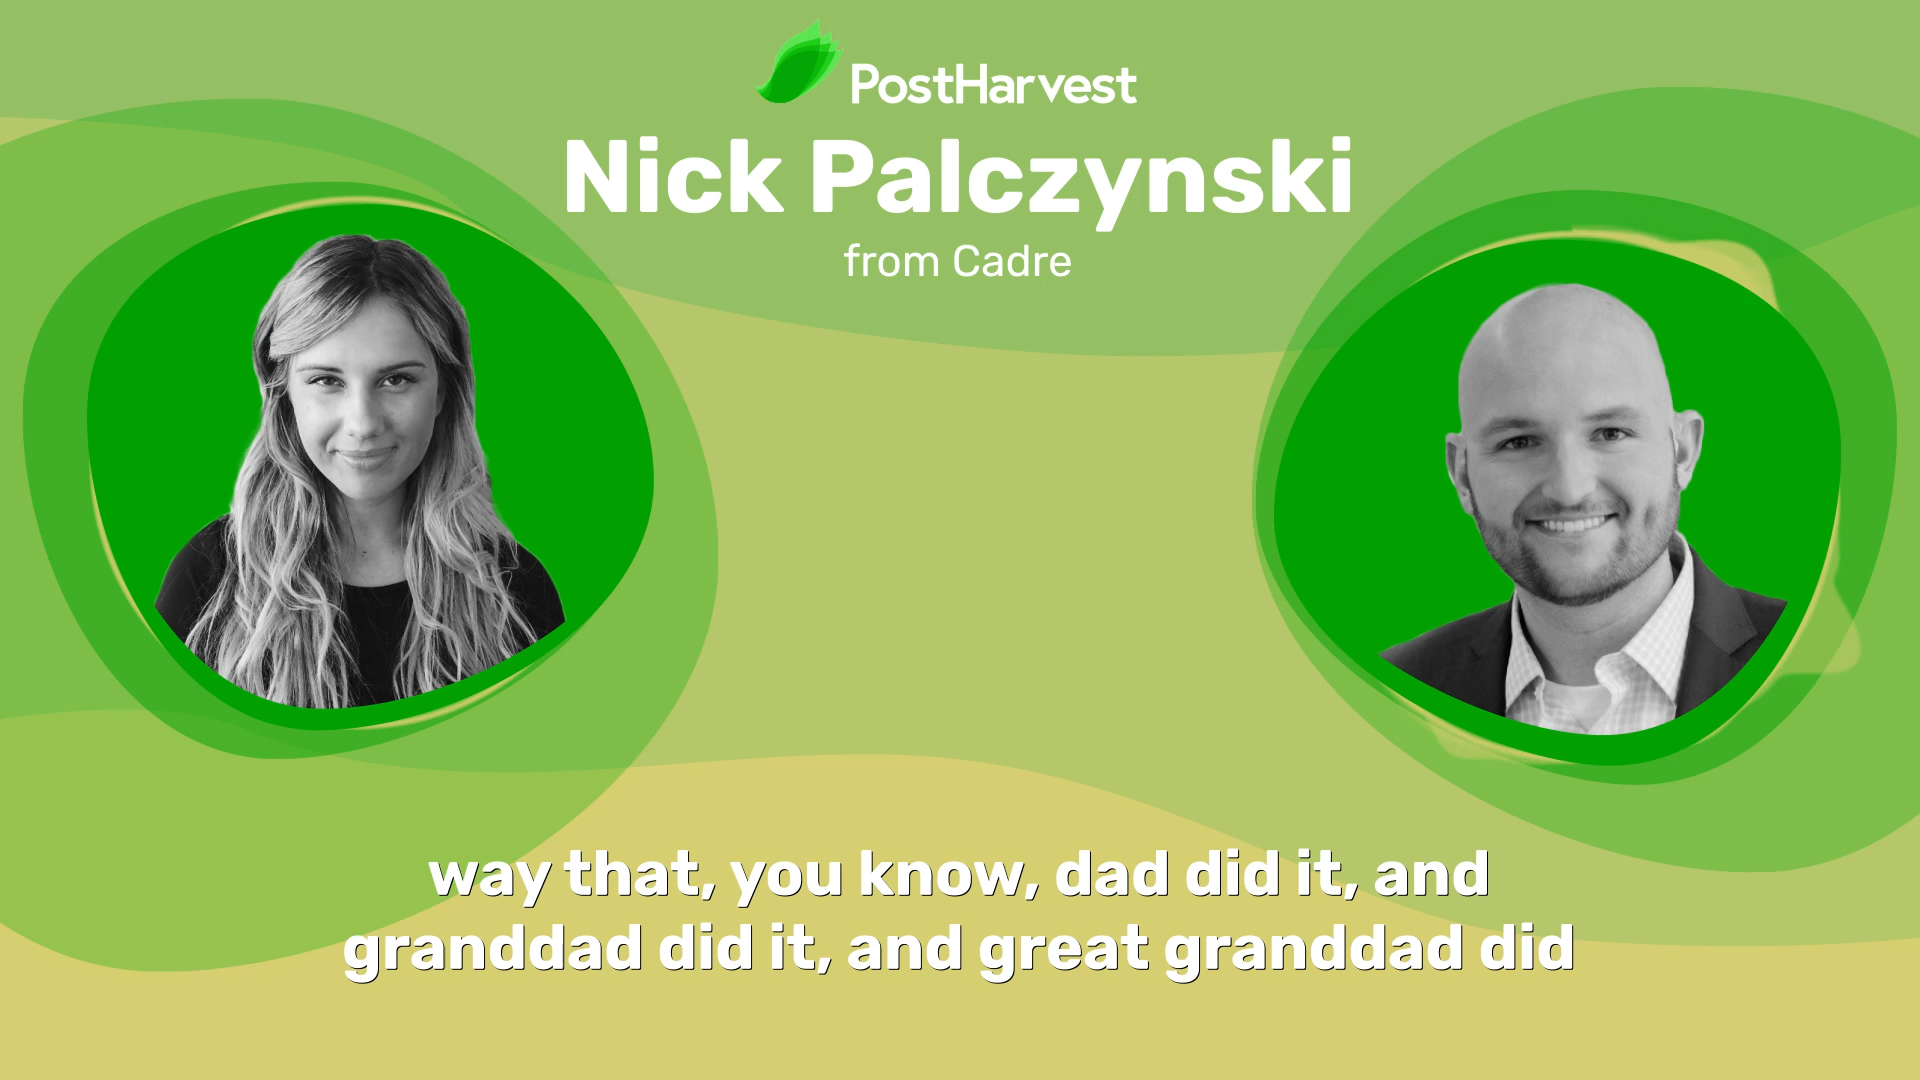 PostHarvest
Nick Palczynski
from Cadre
way that, you know, dad did it, and
granddad did it, and great granddad did